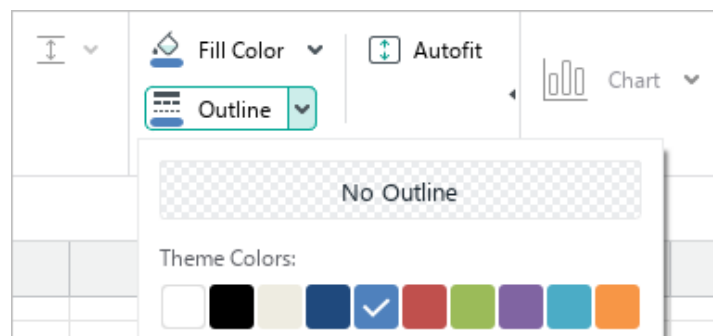 Fill Color
Autofit
Outline
Chart
No Outline
Theme Colors: